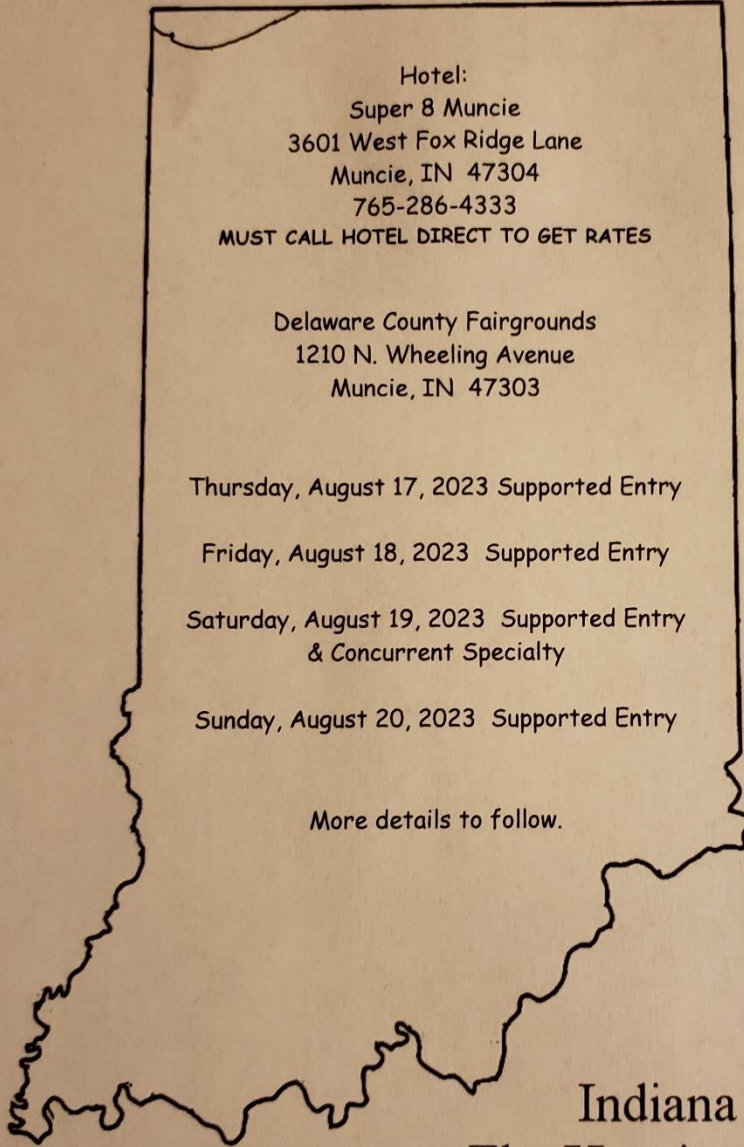 Hotel:
Super 8 Muncie
3601 West Fox Ridge Lane
Muncie, IN 47304
765-286-4333
MUST CALL HOTEL DIRECT TO GET RATES
Delaware County Fairgrounds
1210 N. Wheeling Avenue
Muncie, IN 47303
Thursday, August 17, 2023 Supported Entry
Friday, August 18, 2023 Supported Entry
Saturday, August 19, 2023 Supported Entry
& Concurrent Specialty
Sunday, August 20, 2023 Supported Entry
More details to follow.
Indiana